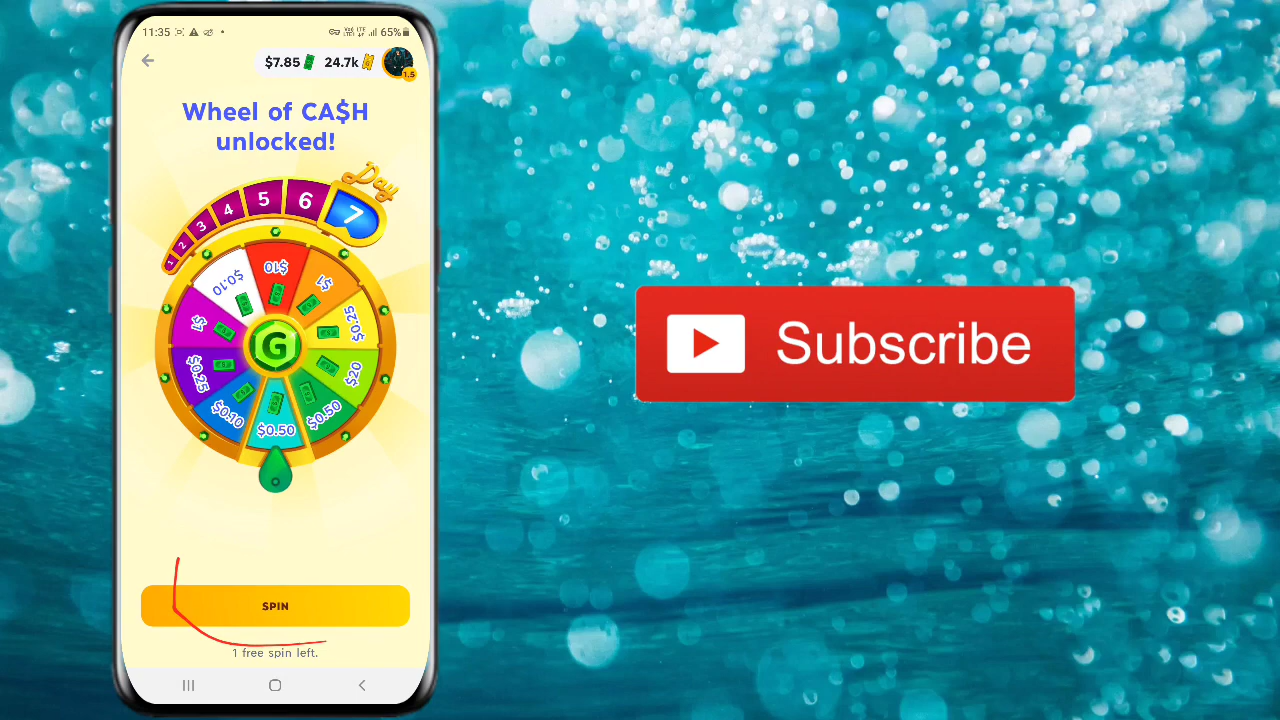 11:35
65%
$7.85 24.7k
1.5
Wheel of CA$H
unlocked!
Day
1 2 3 4 5 6 7
$10
$1
$0.25
$20
$0.50
$0.50
$0.10
$0.25
$1
$0.10
G
SPIN
1 free spin left.
Subscribe